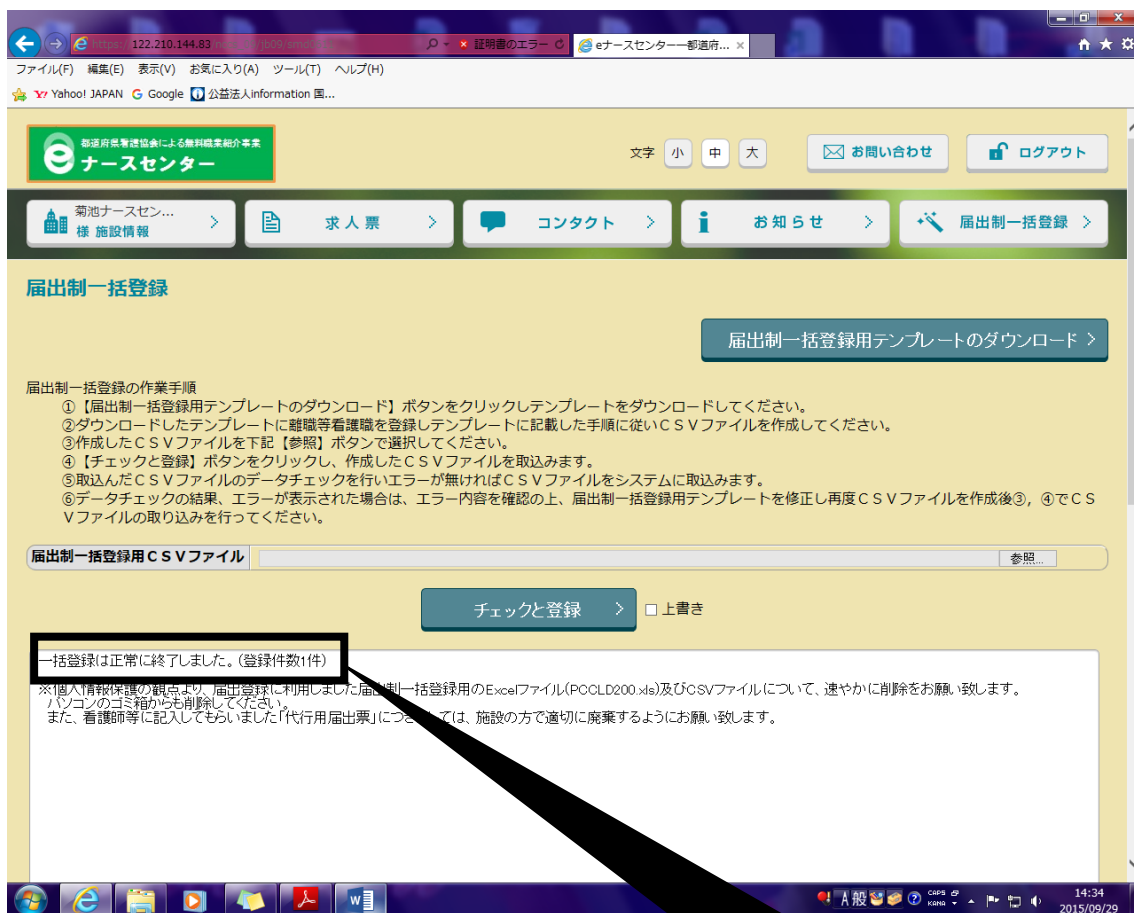 https://122.210.144.83
証明書のエラー
eナースセンター―都道府... ×
ファイル(F) 編集(E) 表示(V) お気に入り(A) ツール(T) ヘルプ(H)
Yahoo! JAPAN Google 公益法人information 国...
都道府県看護協会による無料職業紹介事業
ナースセンター
文字 小 中 大 お問い合わせ ログアウト
菊池ナースセン...
様 施設情報
求人票 コンタクト お知らせ 届出制一括登録
届出制一括登録
届出制一括登録用テンプレートのダウンロード
届出制一括登録の作業手順
①【届出制一括登録用テンプレートのダウンロード】ボタンをクリックしテンプレートをダウンロードしてください。
②ダウンロードしたテンプレートに離職等看護職を登録しテンプレートに記載した手順に従いCSVファイルを作成してください。
③作成したCSVファイルを下記【参照】ボタンで選択してください。
④【チェックと登録】ボタンをクリックし、作成したCSVファイルを取込みます。
⑤取込んだCSVファイルのデータチェックを行いエラーが無ければCSVファイルをシステムに取込みます。
⑥データチェックの結果、エラーが表示された場合は、エラー内容を確認の上、届出制一括登録用テンプレートを修正し再度CSVファイルを作成後③,④でCS
Vファイルの取り込みを行ってください。
届出制一括登録用CSVファイル 参照...
チェックと登録 上書き
一括登録は正常に終了しました。(登録件数1件)
※個人情報保護の観点より、届出登録に利用しました届出制一括登録用のExcelファイル(PCCLD200.xls)及びCSVファイルについて、速やかに削除をお願い致します。
パソコンのゴミ箱からも削除してください。
また、看護師等に記入してもらいました「代行用届出票」につきましては、施設の方で適切に廃棄するようにお願い致します。
A 般 CAPS KANA 14:34
2015/09/29